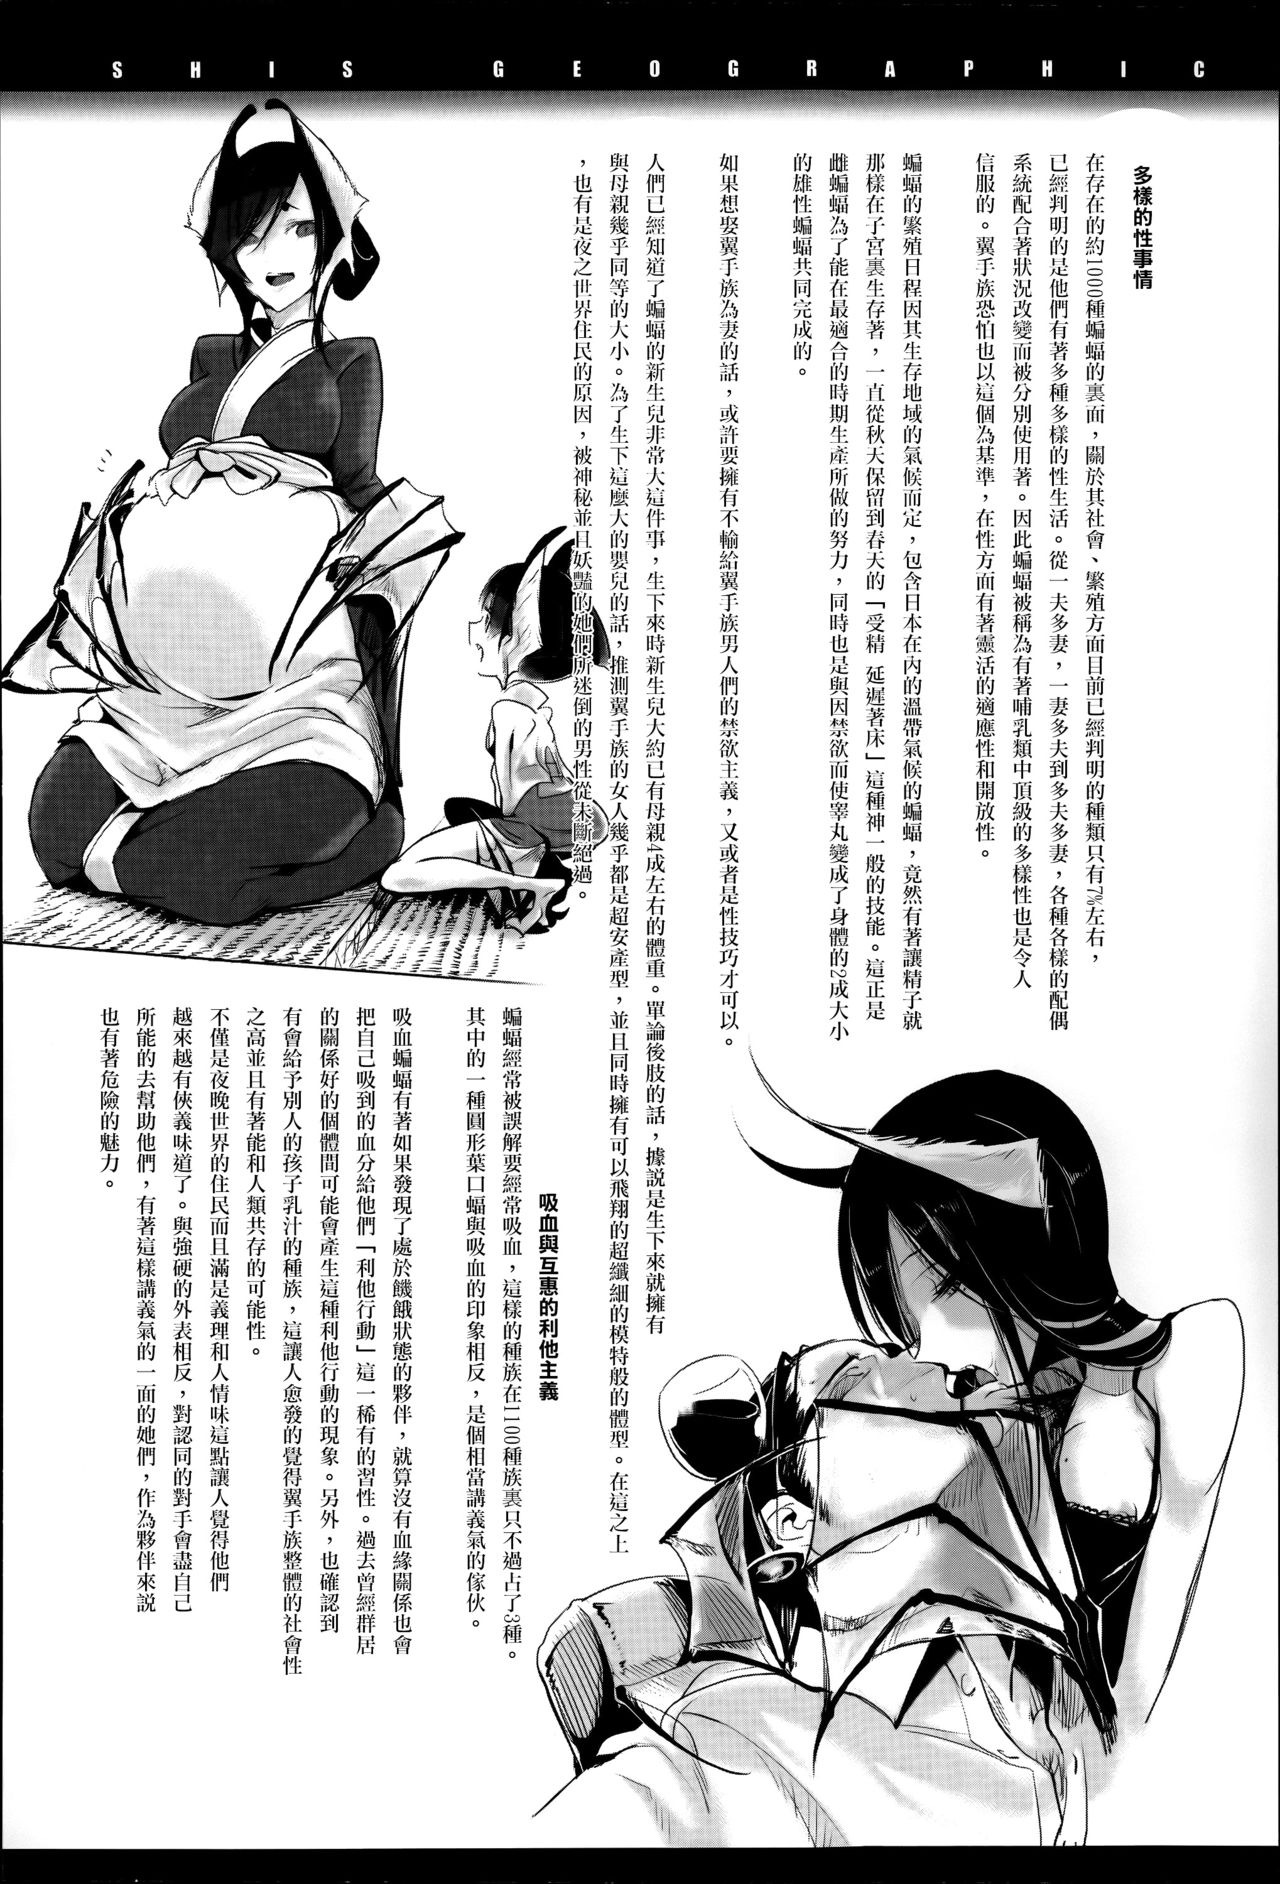 SHIS GEOGRAPHIC
多樣的性事情
在存在的約1000種蝙蝠的裏面，關於其社會、繁殖方面目前已經判明的種類只有7%左右，
已經判明的是他們有著多種多樣的性生活。從一夫多妻，一妻多夫到多夫多妻，各種各樣的配偶
系統配合著狀況改變而被分別使用著。因此蝙蝠被稱為有著哺乳類中頂級的多樣性也是令人
信服的。翼手族恐怕也以這個為基準，在性方面有著靈活的適應性和開放性。
蝙蝠的繁殖日程因其生存地域的氣候而定，包含日本在內的溫帶氣候的蝙蝠，竟然有著讓精子就
那樣在子宮裏生存著，一直從秋天保留到春天的「受精 延遲著床」這種神一般的技能。這正是
雌蝙蝠為了能在最適合的時期生產所做的努力，同時也是與因禁欲而使睾丸變成了身體的2成大小
的雄性蝙蝠共同完成的。
如果想娶翼手族為妻的話，或許要擁有不輸給翼手族男人們的禁欲主義，又或者是性技巧才可以。
人們已經知道了蝙蝠的新生兒非常大這件事，生下來時新生兒大約已有母親4成左右的體重。單論後肢的話，據說是生下來就擁有
與母親幾乎同等的大小。為了生下這麼大的嬰兒的話，推測翼手族的女人幾乎都是超安產型，並且同時擁有可以飛翔的超纖細的模特般的體型。在這之上
，也有是夜之世界住民的原因，被神秘並且妖豔的她們所迷倒的男性從未斷絕過。
吸血與互惠的利他主義
蝙蝠經常被誤解要經常吸血，這樣的種族在1100種族裏只不過占了3種。
其中的一種圓形葉口蝠與吸血的印象相反，是個相當講義氣的傢伙。
吸血蝙蝠有著如果發現了處於饑餓狀態的夥伴，就算沒有血緣關係也會
把自己吸到的血分給他們「利他行動」這一稀有的習性。過去曾經群居
的關係好的個體間可能會產生這種利他行動的現象。另外，也確認到
有會給予別人的孩子乳汁的種族，這讓人愈發的覺得翼手族整體的社會性
之高並且有著能和人類共存的可能性。
不僅是夜晚世界的住民而且滿是義理和人情味這點讓人覺得他們
越來越有俠義味道了。與強硬的外表相反，對認同的對手會盡自己
所能的去幫助他們，有著這樣講義氣的一面的她們，作為夥伴來說
也有著危險的魅力。